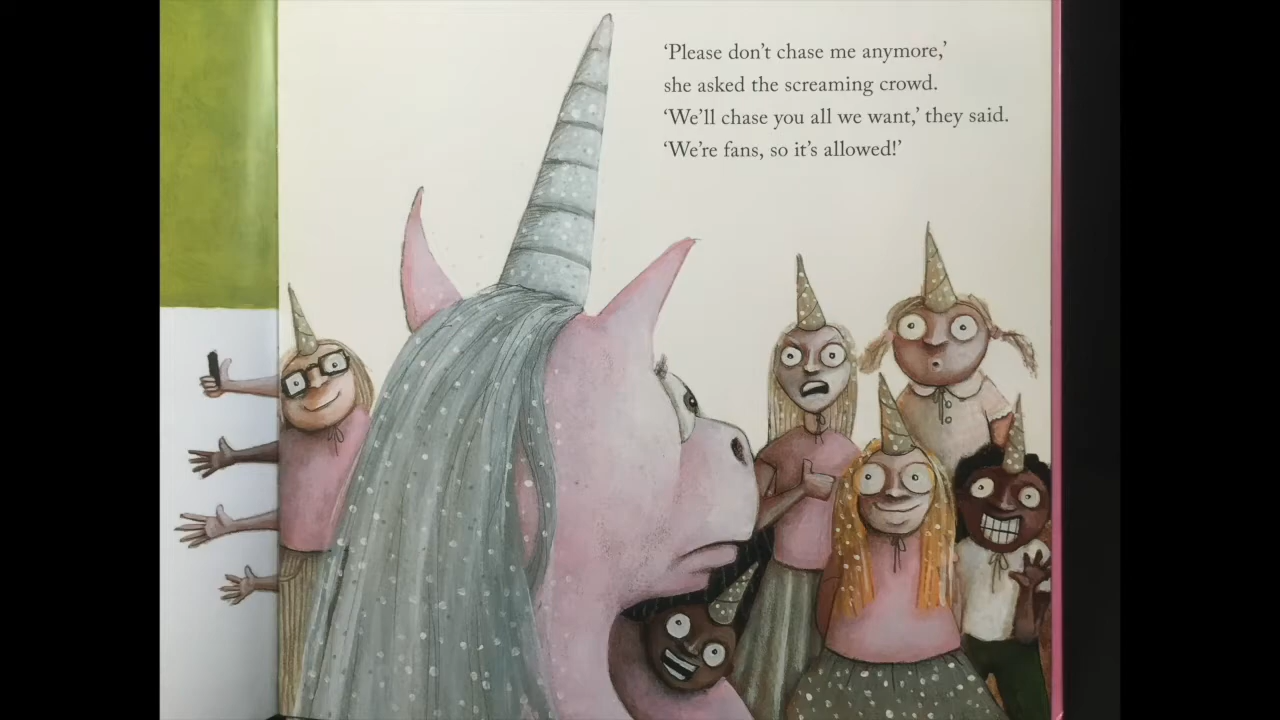 ‘Please don’t chase me anymore,’
she asked the screaming crowd.
‘We’ll chase you all we want,’ they said.
‘We’re fans, so it’s allowed!’